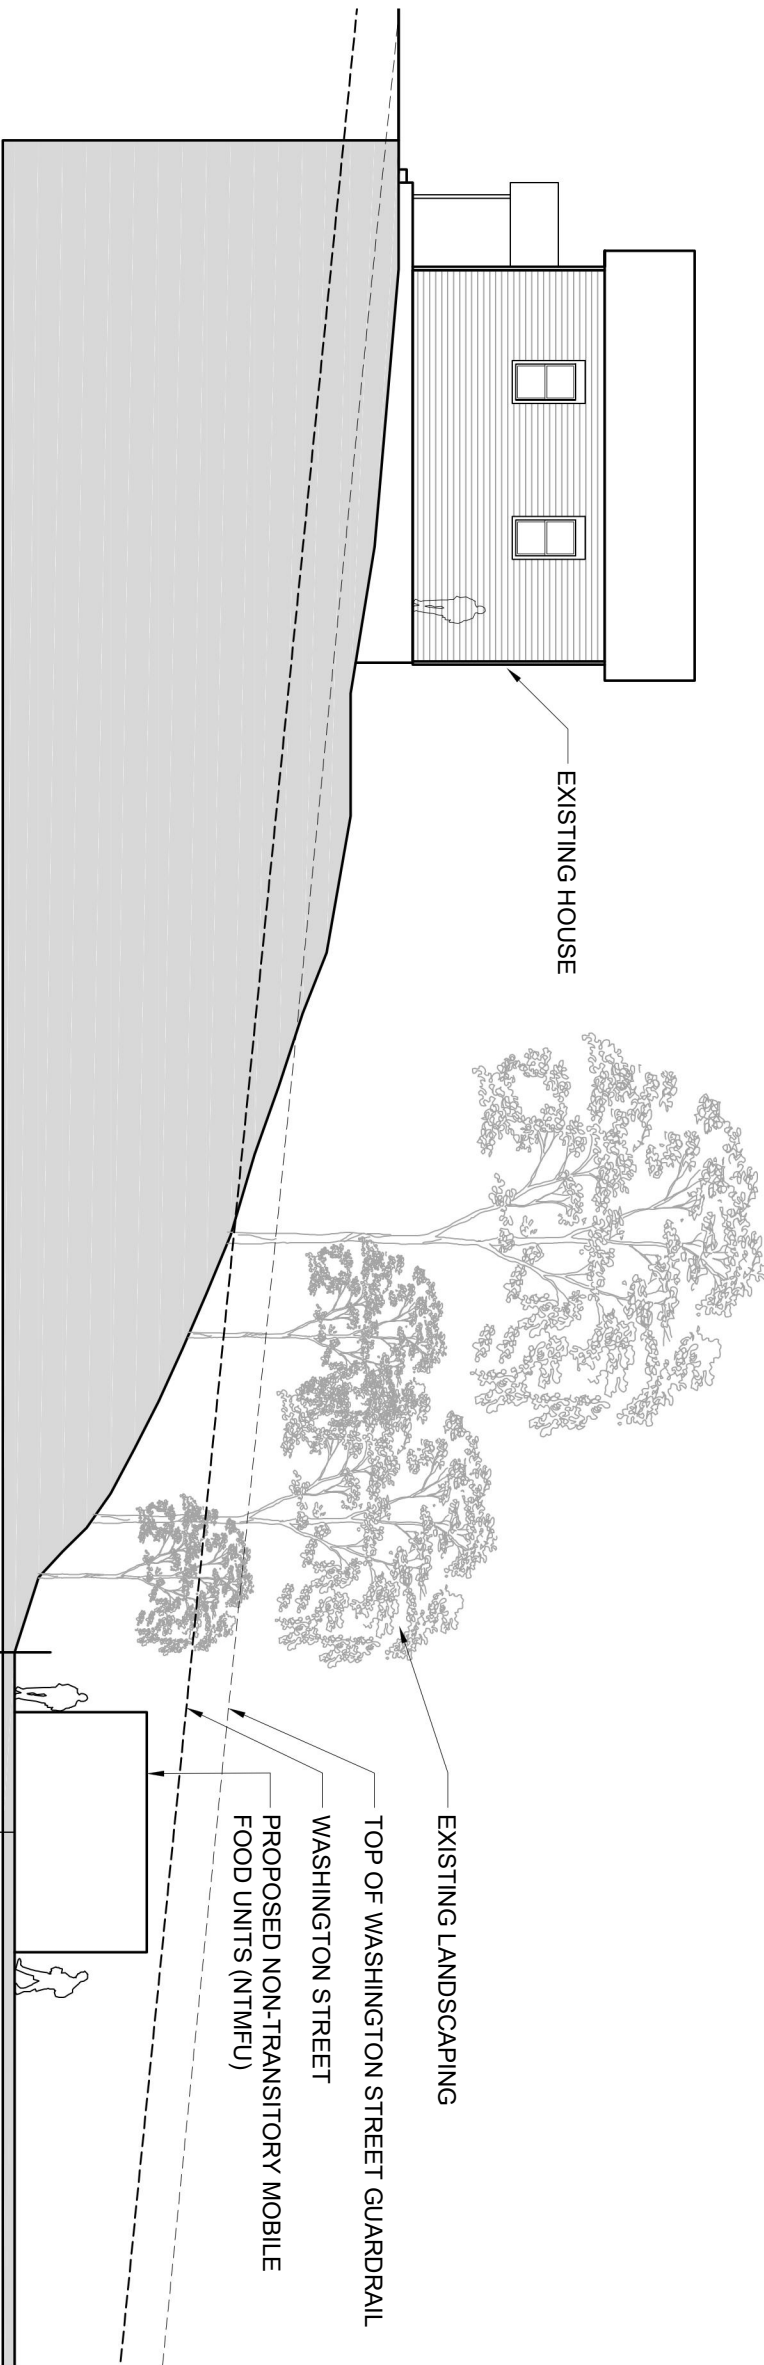 EXISTING HOUSE
EXISTING LANDSCAPING
TOP OF WASHINGTON STREET GUARDRAIL
WASHINGTON STREET
PROPOSED NON-TRANSITORY MOBILE
FOOD UNITS (NTMFU)